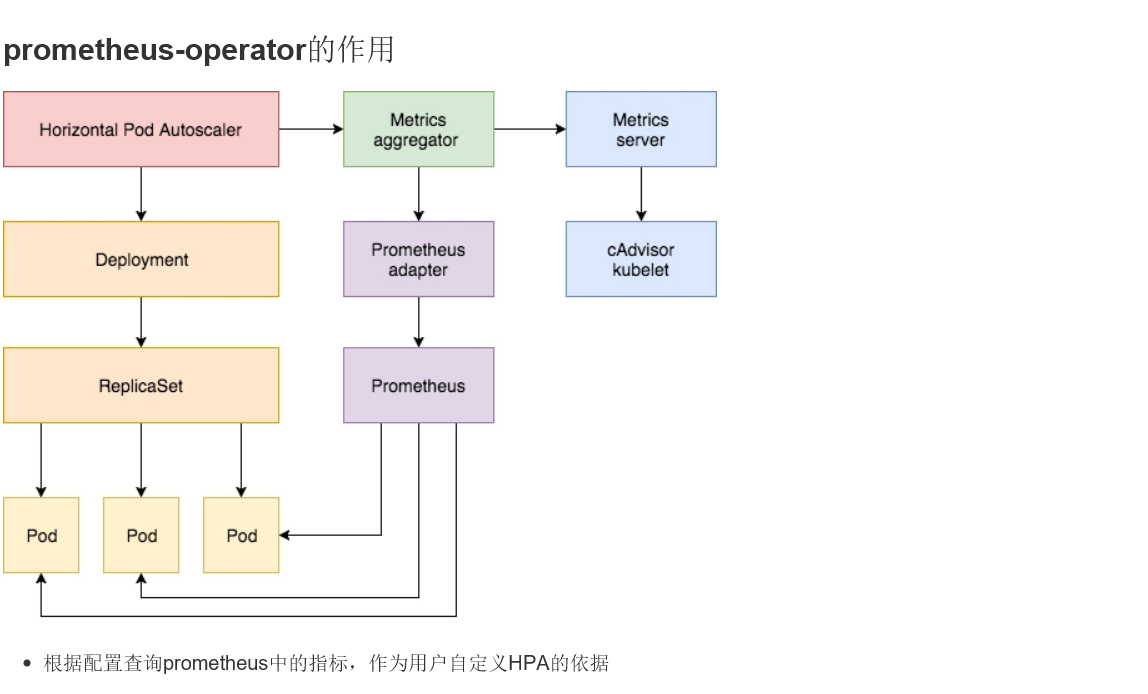 prometheus-operator的作用
Horizontal Pod Autoscaler
Metrics
aggregator
Metrics
server
Deployment
Prometheus
adapter
cAdvisor
kubelet
ReplicaSet
Prometheus
Pod
Pod
Pod
根据配置查询prometheus中的指标，作为用户自定义HPA的依据